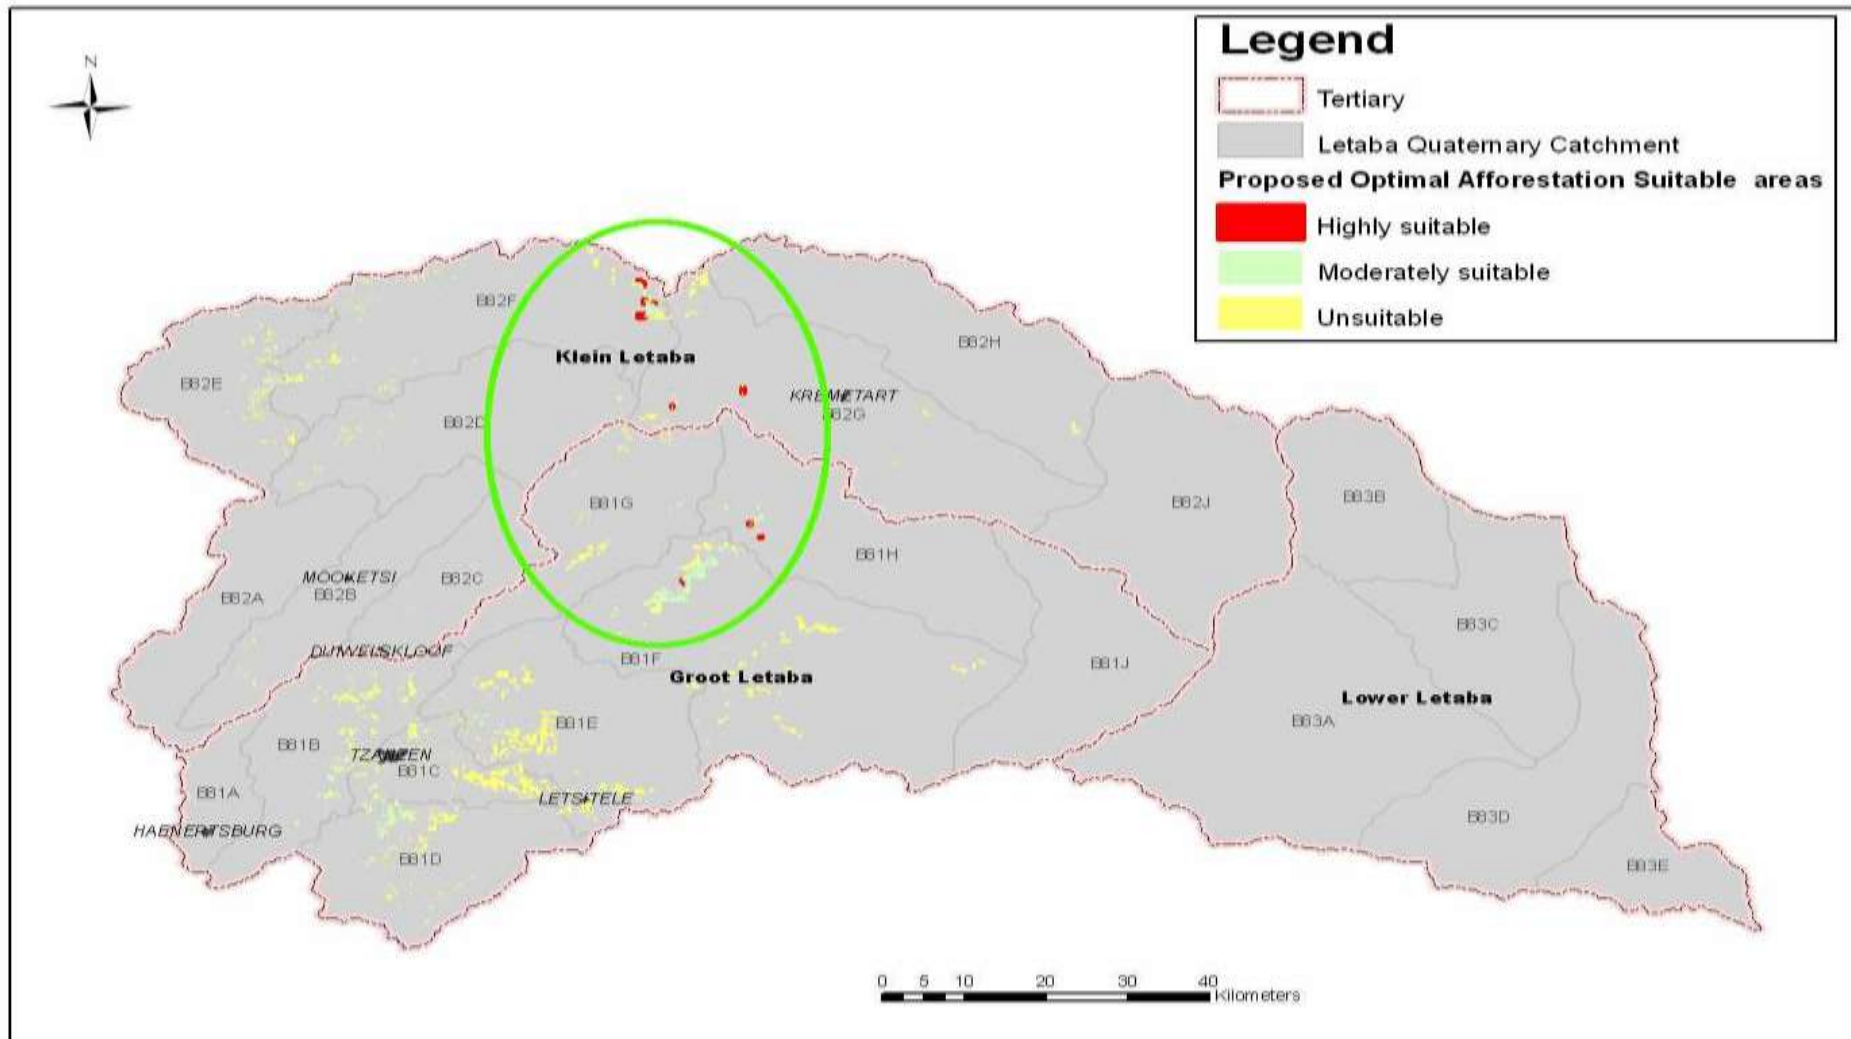 Legend
Tertiary
Letaba Quaternary Catchment
Proposed Optimal Afforestation Suitable areas
Highly suitable
Moderately suitable
Unsuitable
N
B82F
B82H
Klein Letaba
B82E
KREMETART
B82G
B82D
B81G
B82J
B83B
B81H
MOOKETSI
B82C
B82B
B82A
B83C
DUIWELSKLOOF
B81F
B81J
Groot Letaba
Lower Letaba
B83A
B81E
B81B
TZANEEN
B81C
B81A
LETSITELE
HAENERTSBURG
B83D
B81D
B83E
0 5 10 20 30 40
Kilometers